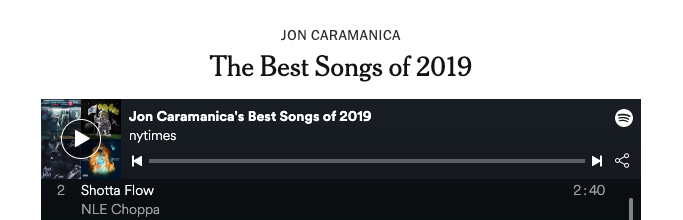 JON CARAMANICA
The Best Songs of 2019
Jon Caramanica's Best Songs of 2019
nytimes
2 Shotta Flow 2:40
NLE Choppa